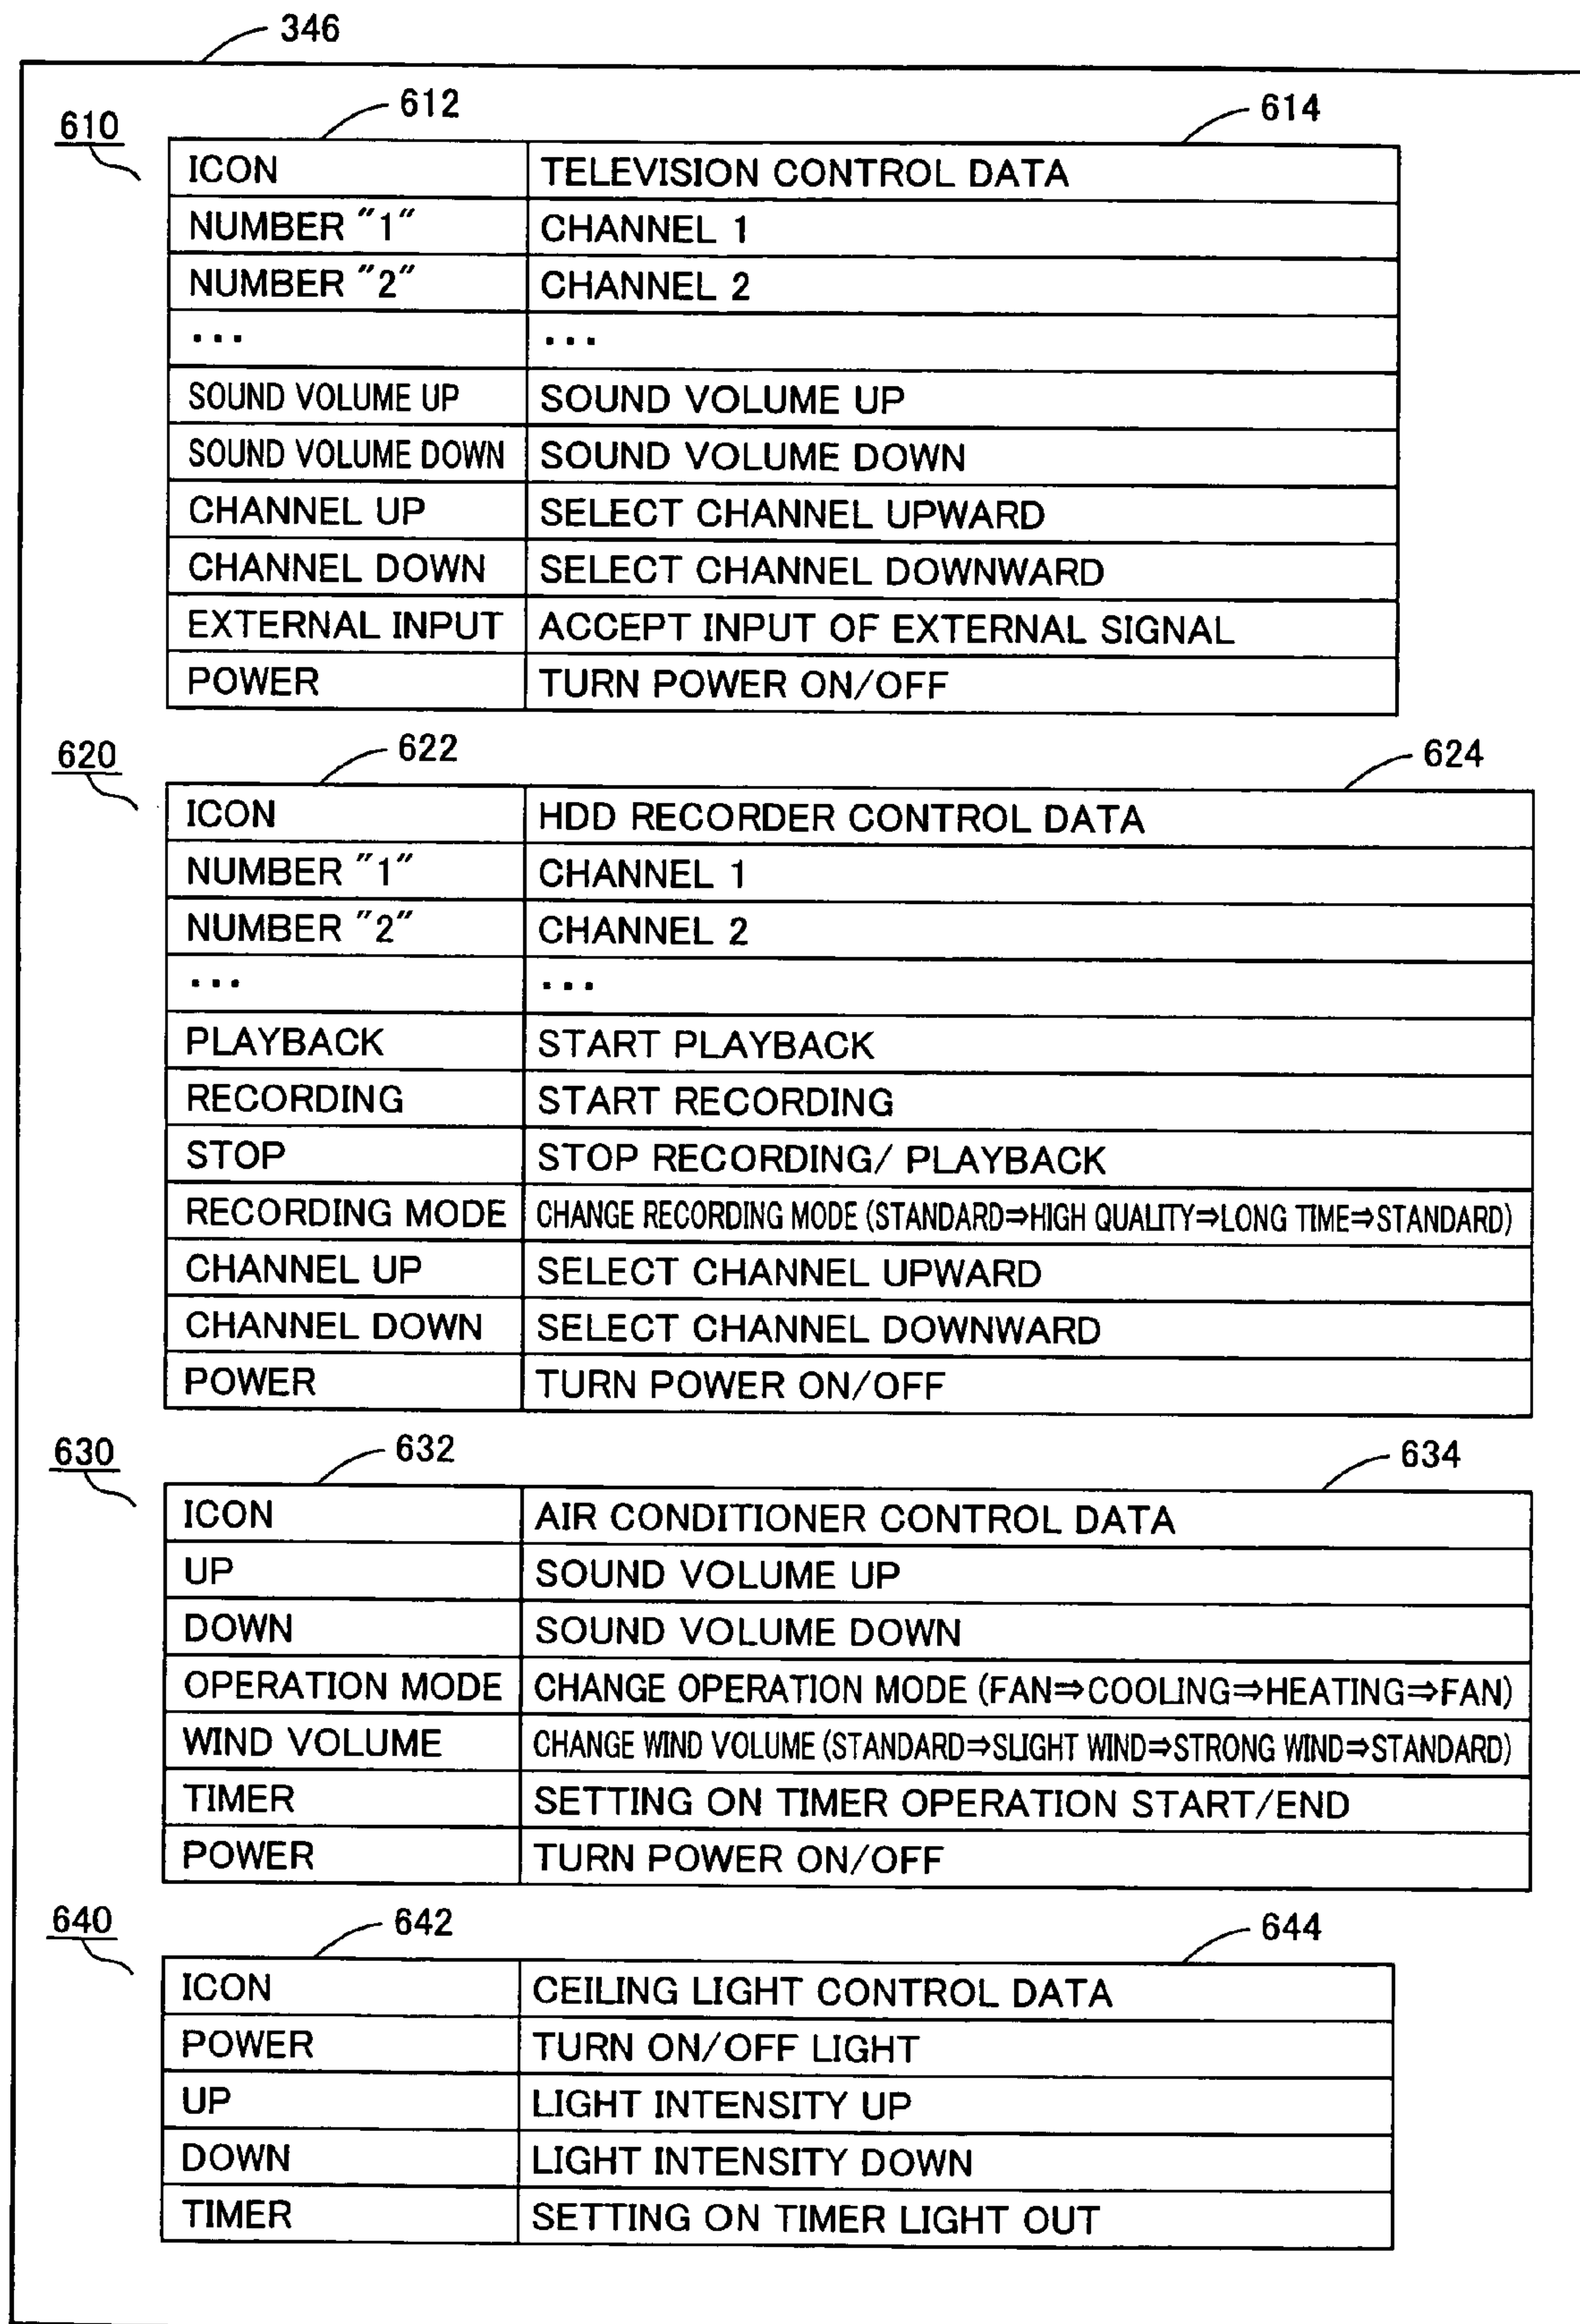 346
610 612 614
ICON TELEVISION CONTROL DATA
NUMBER "1" CHANNEL 1
NUMBER "2" CHANNEL 2
... ...
SOUND VOLUME UP SOUND VOLUME UP
SOUND VOLUME DOWN SOUND VOLUME DOWN
CHANNEL UP SELECT CHANNEL UPWARD
CHANNEL DOWN SELECT CHANNEL DOWNWARD
EXTERNAL INPUT ACCEPT INPUT OF EXTERNAL SIGNAL
POWER TURN POWER ON/OFF
620 622 624
ICON HDD RECORDER CONTROL DATA
NUMBER "1" CHANNEL 1
NUMBER "2" CHANNEL 2
... ...
PLAYBACK START PLAYBACK
RECORDING START RECORDING
STOP STOP RECORDING/ PLAYBACK
RECORDING MODE CHANGE RECORDING MODE (STANDARD⇒HIGH QUALITY⇒LONG TIME⇒STANDARD)
CHANNEL UP SELECT CHANNEL UPWARD
CHANNEL DOWN SELECT CHANNEL DOWNWARD
POWER TURN POWER ON/OFF
630 632 634
ICON AIR CONDITIONER CONTROL DATA
UP SOUND VOLUME UP
DOWN SOUND VOLUME DOWN
OPERATION MODE CHANGE OPERATION MODE (FAN⇒COOLING⇒HEATING⇒FAN)
WIND VOLUME CHANGE WIND VOLUME (STANDARD⇒SLIGHT WIND⇒STRONG WIND⇒STANDARD)
TIMER SETTING ON TIMER OPERATION START/END
POWER TURN POWER ON/OFF
640 642 644
ICON CEILING LIGHT CONTROL DATA
POWER TURN ON/OFF LIGHT
UP LIGHT INTENSITY UP
DOWN LIGHT INTENSITY DOWN
TIMER SETTING ON TIMER LIGHT OUT